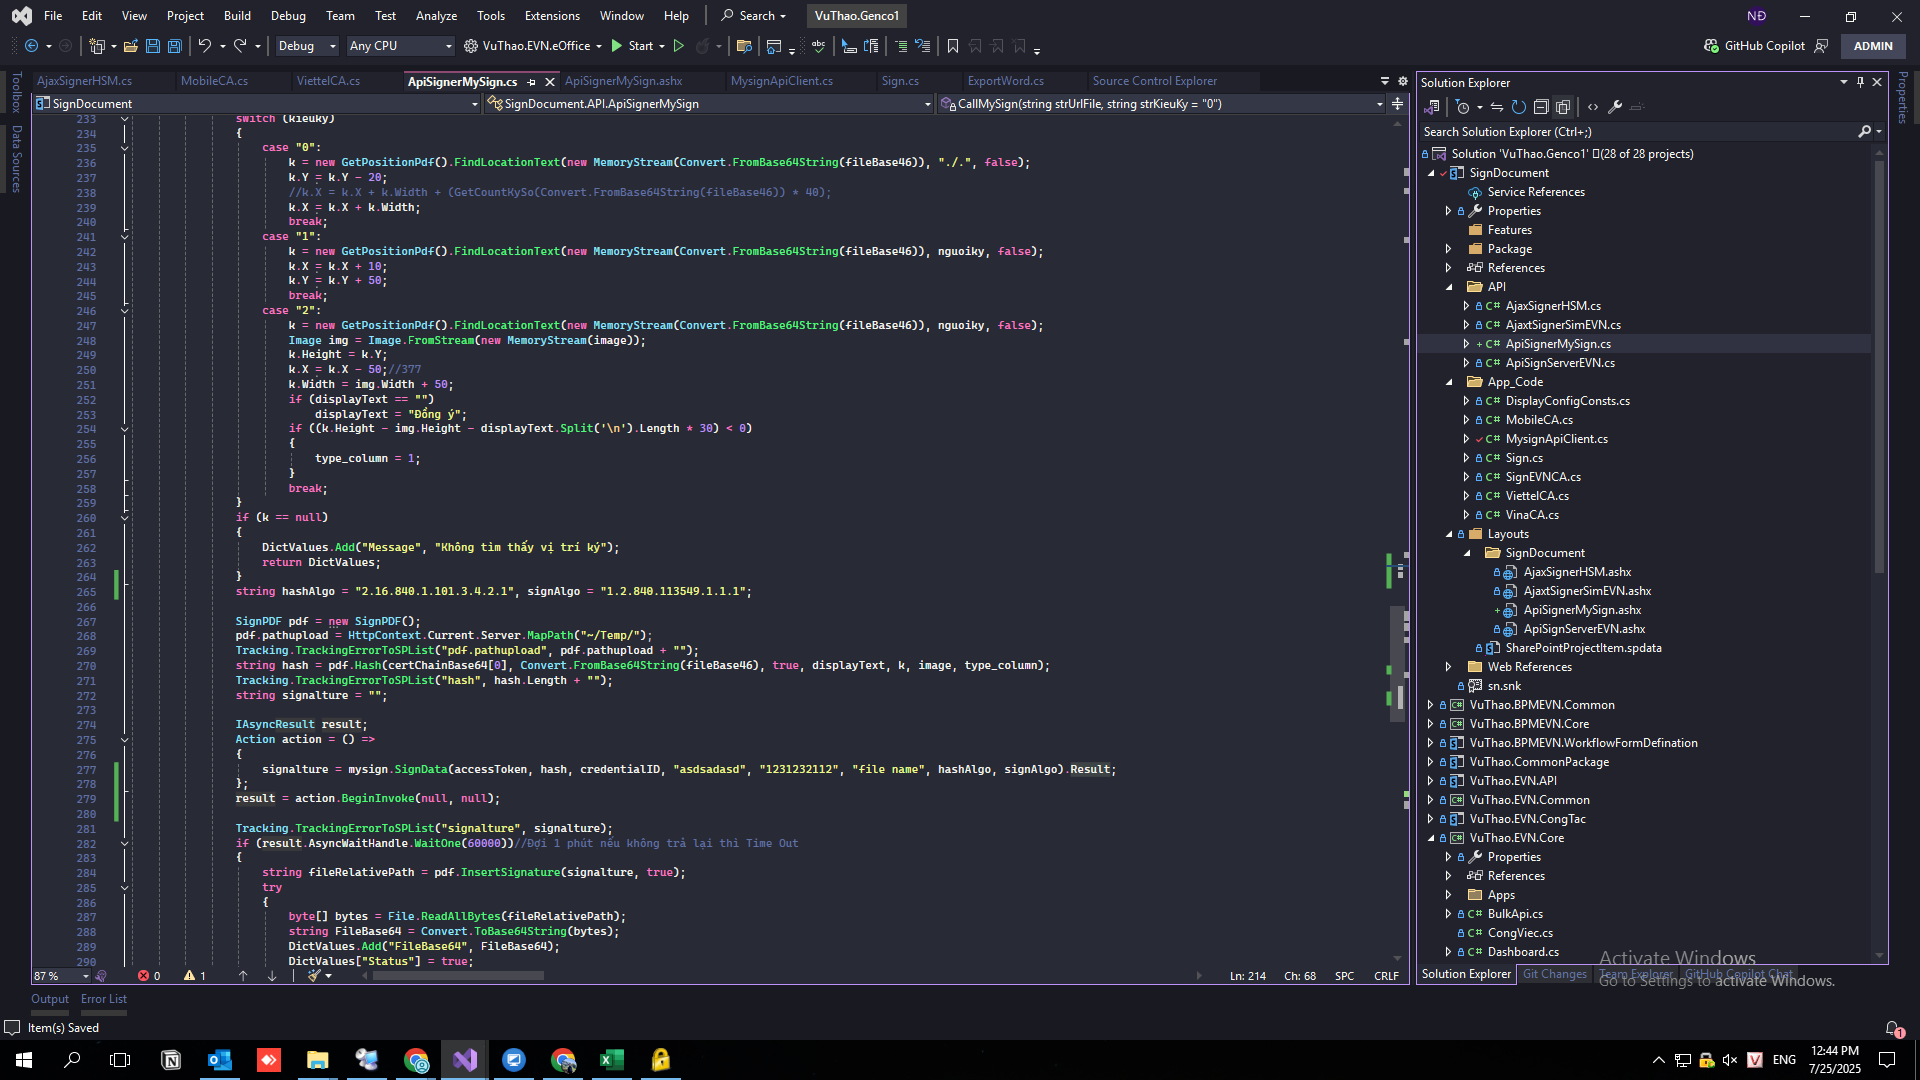 File Edit View Project Build Debug Team Test Analyze Tools Extensions Window Help Search VuThao.Genco1 NĐ
Debug Any CPU VuThao.EVN.eOffice Start GitHub Copilot ADMIN
AjaxSignerHSM.cs MobileCA.cs ViettelCA.cs ApiSignerMySign.cs ApiSignerMySign.ashx MysignApiClient.cs Sign.cs ExportWord.cs Source Control Explorer
SignDocument SignDocument.API.ApiSignerMySign CallMySign(string strUrlFile, string strKieuKy = "0")
Toolbox
Data Sources
233 switch (kieuky)
234 {
235 case "0":
236 k = new GetPositionPdf().FindLocationText(new MemoryStream(Convert.FromBase64String(fileBase46)), "./.", false);
237 k.Y = k.Y - 20;
238 //k.X = k.X + k.Width + (GetCountKySo(Convert.FromBase64String(fileBase46)) * 40);
239 k.X = k.X + k.Width;
240 break;
241 case "1":
242 k = new GetPositionPdf().FindLocationText(new MemoryStream(Convert.FromBase64String(fileBase46)), nguoiky, false);
243 k.X = k.X + 10;
244 k.Y = k.Y + 50;
245 break;
246 case "2":
247 k = new GetPositionPdf().FindLocationText(new MemoryStream(Convert.FromBase64String(fileBase46)), nguoiky, false);
248 Image img = Image.FromStream(new MemoryStream(image));
249 k.Height = k.Y;
250 k.X = k.X - 50;//377
251 k.Width = img.Width + 50;
252 if (displayText == "")
253 displayText = "Đồng ý";
254 if ((k.Height - img.Height - displayText.Split('\n').Length * 30) < 0)
255 {
256 type_column = 1;
257 }
258 break;
259 }
260 if (k == null)
261 {
262 DictValues.Add("Message", "Không tìm thấy vị trí ký");
263 return DictValues;
264 }
265 string hashAlgo = "2.16.840.1.101.3.4.2.1", signAlgo = "1.2.840.113549.1.1.1";
266
267 SignPDF pdf = new SignPDF();
268 pdf.pathupload = HttpContext.Current.Server.MapPath("~/Temp/");
269 Tracking.TrackingErrorToSPList("pdf.pathupload", pdf.pathupload + "");
270 string hash = pdf.Hash(certChainBase64[0], Convert.FromBase64String(fileBase46), true, displayText, k, image, type_column);
271 Tracking.TrackingErrorToSPList("hash", hash.Length + "");
272 string signalture = "";
273
274 IAsyncResult result;
275 Action action = () =>
276 {
277 signalture = mysign.SignData(accessToken, hash, credentialID, "asdsadasd", "1231232112", "file name", hashAlgo, signAlgo).Result;
278 };
279 result = action.BeginInvoke(null, null);
280
281 Tracking.TrackingErrorToSPList("signalture", signalture);
282 if (result.AsyncWaitHandle.WaitOne(60000))//Đợi 1 phút nếu không trả lại thì Time Out
283 {
284 string fileRelativePath = pdf.InsertSignature(signalture, true);
285 try
286 {
287 byte[] bytes = File.ReadAllBytes(fileRelativePath);
288 string FileBase64 = Convert.ToBase64String(bytes);
289 DictValues.Add("FileBase64", FileBase64);
290 DictValues["Status"] = true;
87 % 0 1 Ln: 214 Ch: 68 SPC CRLF
Solution Explorer
Search Solution Explorer (Ctrl+;)
Solution 'VuThao.Genco1' (28 of 28 projects)
SignDocument
Service References
Properties
Features
Package
References
API
AjaxSignerHSM.cs
AjaxtSignerSimEVN.cs
ApiSignerMySign.cs
ApiSignServerEVN.cs
App_Code
DisplayConfigConsts.cs
MobileCA.cs
MysignApiClient.cs
Sign.cs
SignEVNCA.cs
ViettelCA.cs
VinaCA.cs
Layouts
SignDocument
AjaxSignerHSM.ashx
AjaxtSignerSimEVN.ashx
ApiSignerMySign.ashx
ApiSignServerEVN.ashx
SharePointProjectItem.spdata
Web References
sn.snk
VuThao.BPMEVN.Common
VuThao.BPMEVN.Core
VuThao.BPMEVN.WorkflowFormDefination
VuThao.CommonPackage
VuThao.EVN.API
VuThao.EVN.Common
VuThao.EVN.CongTac
VuThao.EVN.Core
Properties
References
Apps
BulkApi.cs
CongViec.cs
Dashboard.cs
Solution Explorer Git Changes Team Explorer GitHub Copilot Chat
Properties
Activate Windows
Go to Settings to activate Windows.
Output Error List
Item(s) Saved
1
ENG
12:44 PM
7/25/2025